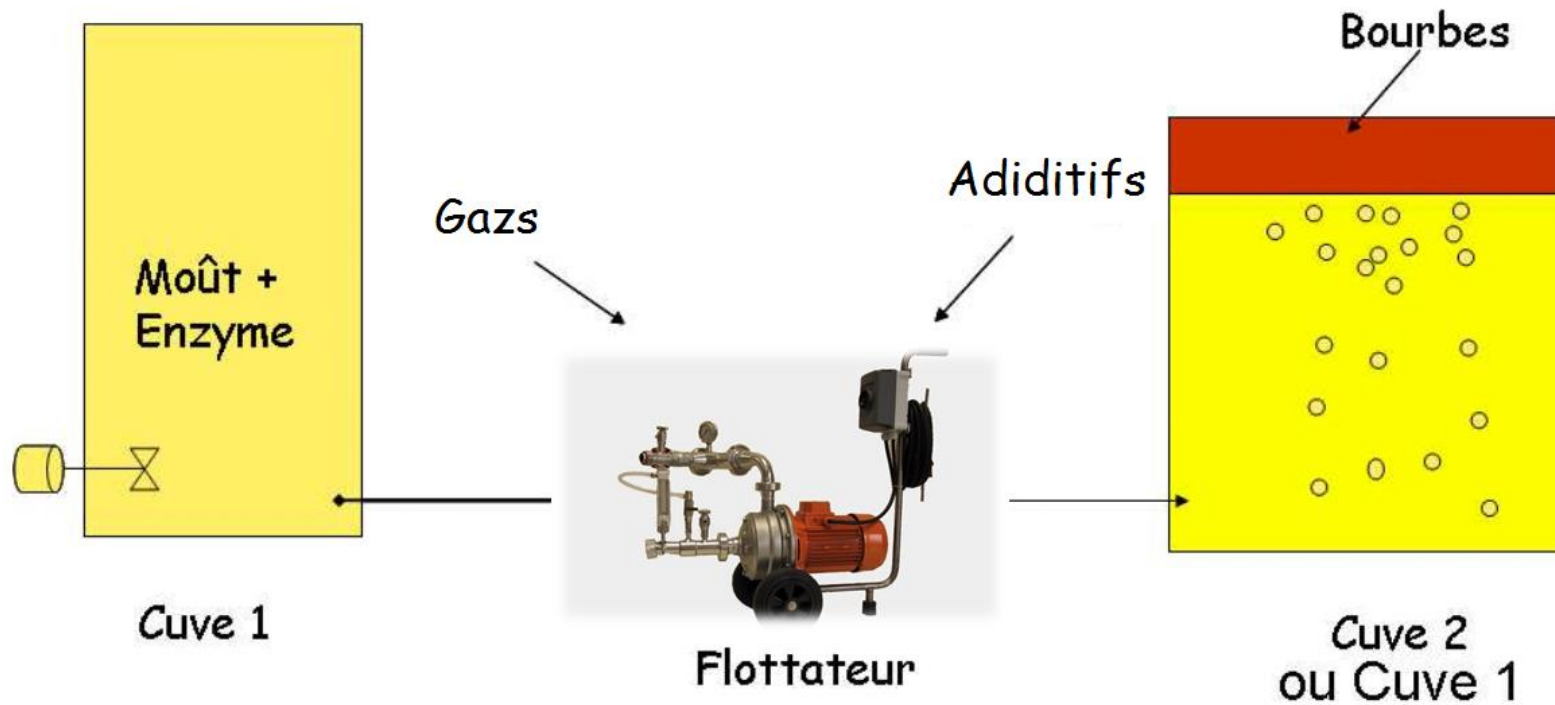 Bourbes
Adiditifs
Gazs
Moût +
Enzyme
Cuve 1
Flottateur
Cuve 2
ou Cuve 1